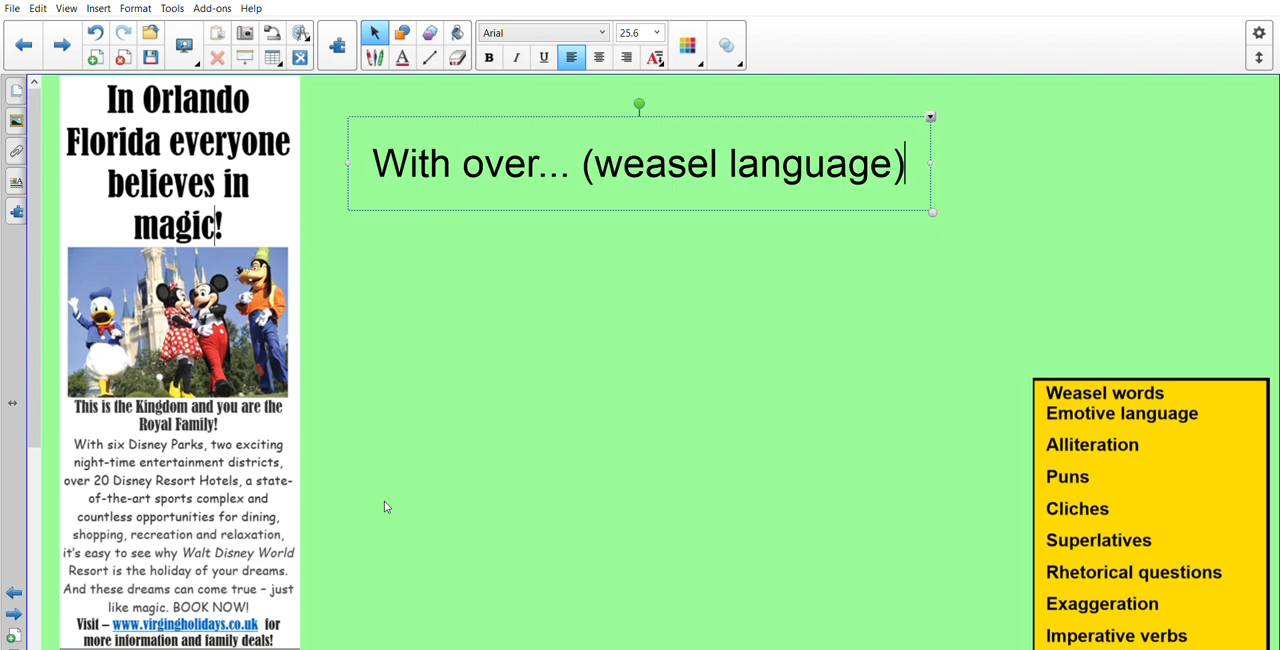 File Edit View Insert Format Tools Add-ons Help
Arial 25.6
B I U
In Orlando
Florida everyone
believes in
magic!
This is the Kingdom and you are the
Royal Family!
With six Disney Parks, two exciting
night-time entertainment districts,
over 20 Disney Resort Hotels, a state-
of-the-art sports complex and
countless opportunities for dining,
shopping, recreation and relaxation,
it's easy to see why Walt Disney World
Resort is the holiday of your dreams.
And these dreams can come true – just
like magic. BOOK NOW!
Visit – www.virgingholidays.co.uk for
more information and family deals!
With over... (weasel language)
Weasel words
Emotive language
Alliteration
Puns
Cliches
Superlatives
Rhetorical questions
Exaggeration
Imperative verbs